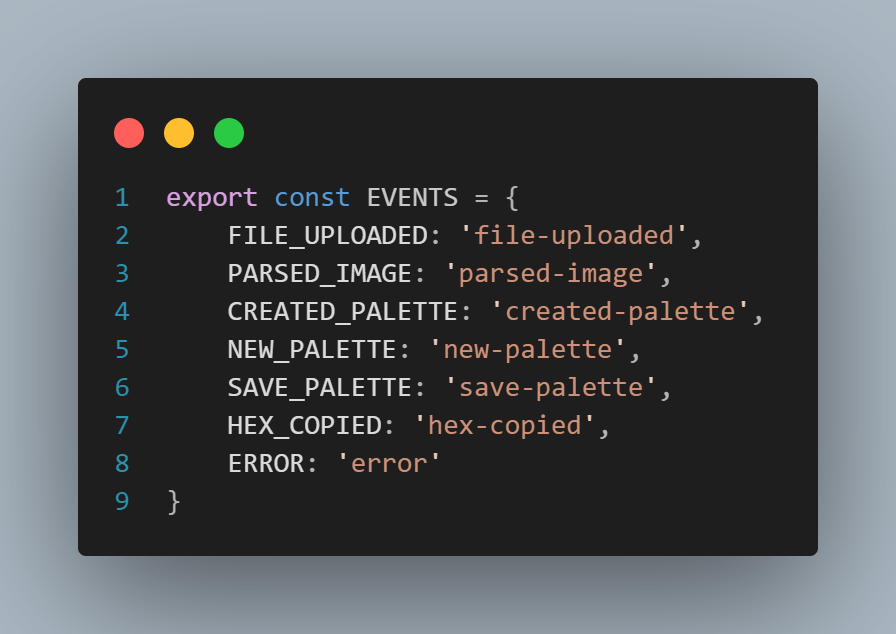 1 export const EVENTS = {
2     FILE_UPLOADED: 'file-uploaded',
3     PARSED_IMAGE: 'parsed-image',
4     CREATED_PALETTE: 'created-palette',
5     NEW_PALETTE: 'new-palette',
6     SAVE_PALETTE: 'save-palette',
7     HEX_COPIED: 'hex-copied',
8     ERROR: 'error'
9 }